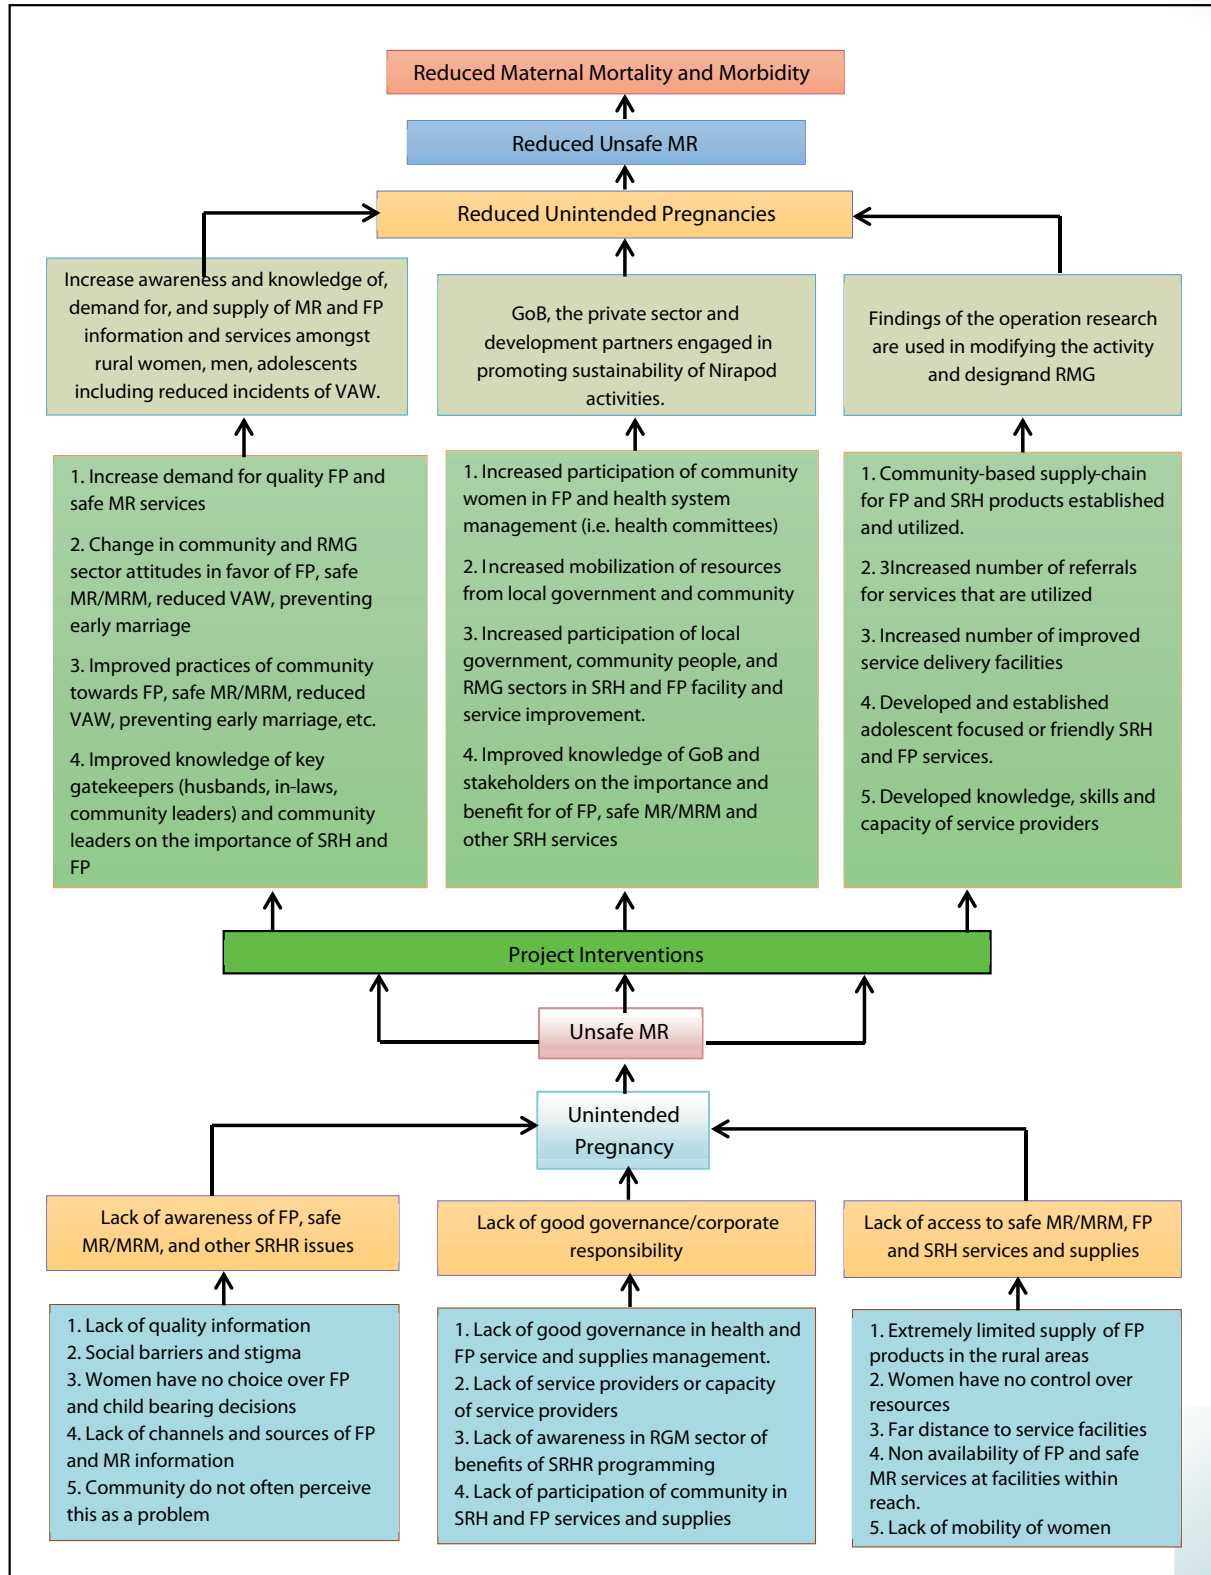 Reduced Maternal Mortality and Morbidity
Reduced Unsafe MR
Reduced Unintended Pregnancies
Increase awareness and knowledge of,
demand for, and supply of MR and FP
information and services amongst
rural women, men, adolescents
including reduced incidents of VAW.
GoB, the private sector and
development partners engaged in
promoting sustainability of Nirapod
activities.
Findings of the operation research
are used in modifying the activity
and designand RMG
1. Increase demand for quality FP and
safe MR services
2. Change in community and RMG
sector attitudes in favor of FP, safe
MR/MRM, reduced VAW, preventing
early marriage
3. Improved practices of community
towards FP, safe MR/MRM, reduced
VAW, preventing early marriage, etc.
4. Improved knowledge of key
gatekeepers (husbands, in-laws,
community leaders) and community
leaders on the importance of SRH and
FP
1. Increased participation of community
women in FP and health system
management (i.e. health committees)
2. Increased mobilization of resources
from local government and community
3. Increased participation of local
government, community people, and
RMG sectors in SRH and FP facility and
service improvement.
4. Improved knowledge of GoB and
stakeholders on the importance and
benefit for of FP, safe MR/MRM and
other SRH services
1. Community-based supply-chain
for FP and SRH products established
and utilized.
2. 3Increased number of referrals
for services that are utilized
3. Increased number of improved
service delivery facilities
4. Developed and established
adolescent focused or friendly SRH
and FP services.
5. Developed knowledge, skills and
capacity of service providers
Project Interventions
Unsafe MR
Unintended
Pregnancy
Lack of awareness of FP, safe
MR/MRM, and other SRHR issues
Lack of good governance/corporate
responsibility
Lack of access to safe MR/MRM, FP
and SRH services and supplies
1. Lack of quality information
2. Social barriers and stigma
3. Women have no choice over FP
and child bearing decisions
4. Lack of channels and sources of FP
and MR information
5. Community do not often perceive
this as a problem
1. Lack of good governance in health and
FP service and supplies management.
2. Lack of service providers or capacity
of service providers
3. Lack of awareness in RGM sector of
benefits of SRHR programming
4. Lack of participation of community in
SRH and FP services and supplies
1. Extremely limited supply of FP
products in the rural areas
2. Women have no control over
resources
3. Far distance to service facilities
4. Non availability of FP and safe
MR services at facilities within
reach.
5. Lack of mobility of women